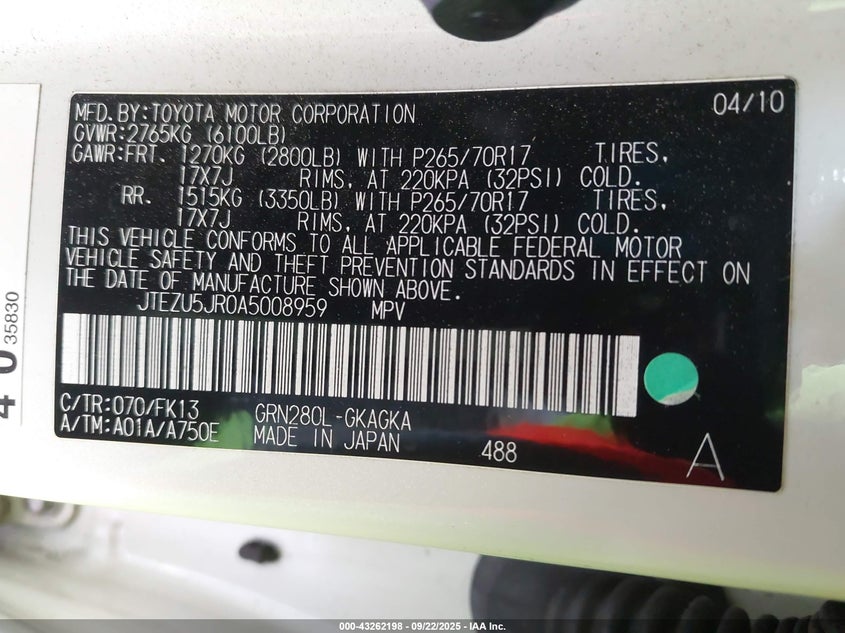 MFD.BY:TOYOTA MOTOR CORPORATION 04/10
GVWR:2765KG (6100LB)
GAWR:FRT. 1270KG (2800LB) WITH P265/70R17 TIRES,
17X7J RIMS, AT 220KPA (32PSI) COLD.
RR. 1515KG (3350LB) WITH P265/70R17 TIRES,
17X7J RIMS, AT 220KPA (32PSI) COLD.
THIS VEHICLE CONFORMS TO ALL APPLICABLE FEDERAL MOTOR
VEHICLE SAFETY AND THEFT PREVENTION STANDARDS IN EFFECT ON
THE DATE OF MANUFACTURE SHOWN ABOVE.
JTEZU5JR0A5008959 MPV
C/TR:070/FK13 GRN280L-GKAGKA
A/TM:A01A/A750E MADE IN JAPAN 488 A
35830
000-43262198 - 09/22/2025 - IAA Inc.